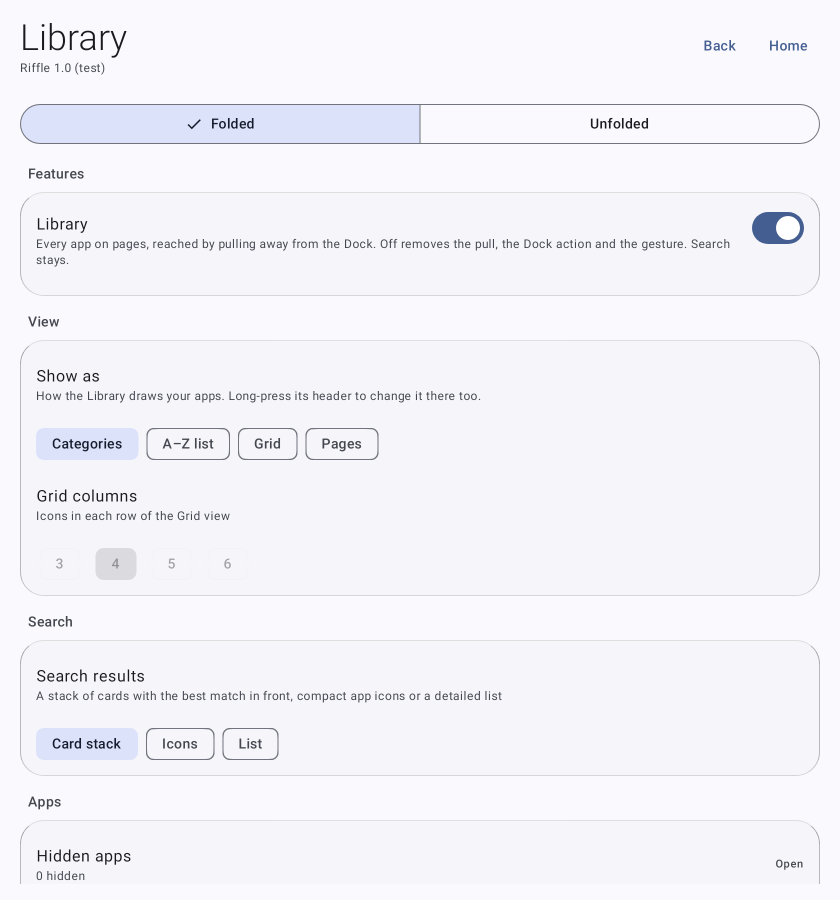 Library
Riffle 1.0 (test)
Back
Home
Folded
Unfolded
Features
Library
Every app on pages, reached by pulling away from the Dock. Off removes the pull, the Dock action and the gesture. Search
stays.
View
Show as
How the Library draws your apps. Long-press its header to change it there too.
Categories
A–Z list
Grid
Pages
Grid columns
Icons in each row of the Grid view
3
4
5
6
Search
Search results
A stack of cards with the best match in front, compact app icons or a detailed list
Card stack
Icons
List
Apps
Hidden apps
0 hidden
Open